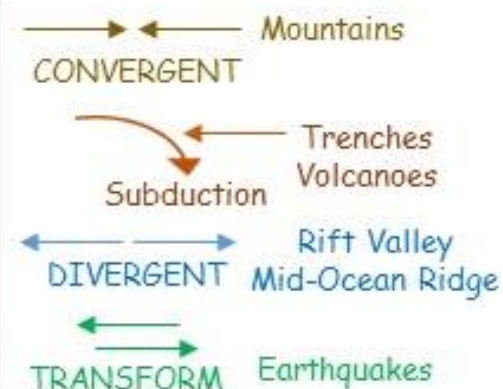 Mountains
CONVERGENT
Trenches
Volcanoes
Subduction
Rift Valley
DIVERGENT Mid-Ocean Ridge
TRANSFORM Earthquakes